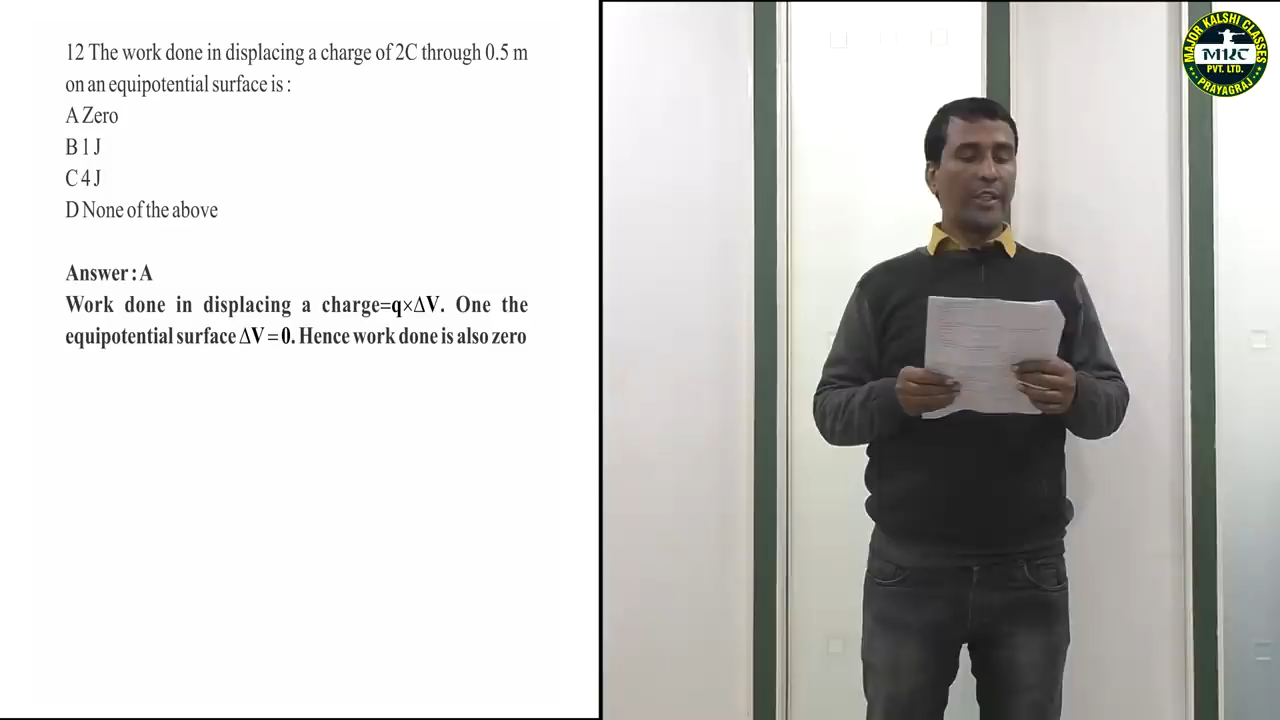 12 The work done in displacing a charge of 2C through 0.5 m
on an equipotential surface is :
A Zero
B 1 J
C 4 J
D None of the above
Answer : A
Work done in displacing a charge=q×ΔV. One the
equipotential surface ΔV = 0. Hence work done is also zero
MAJOR KALSHI CLASSES
MKC
PVT. LTD.
PRAYAGRAJ